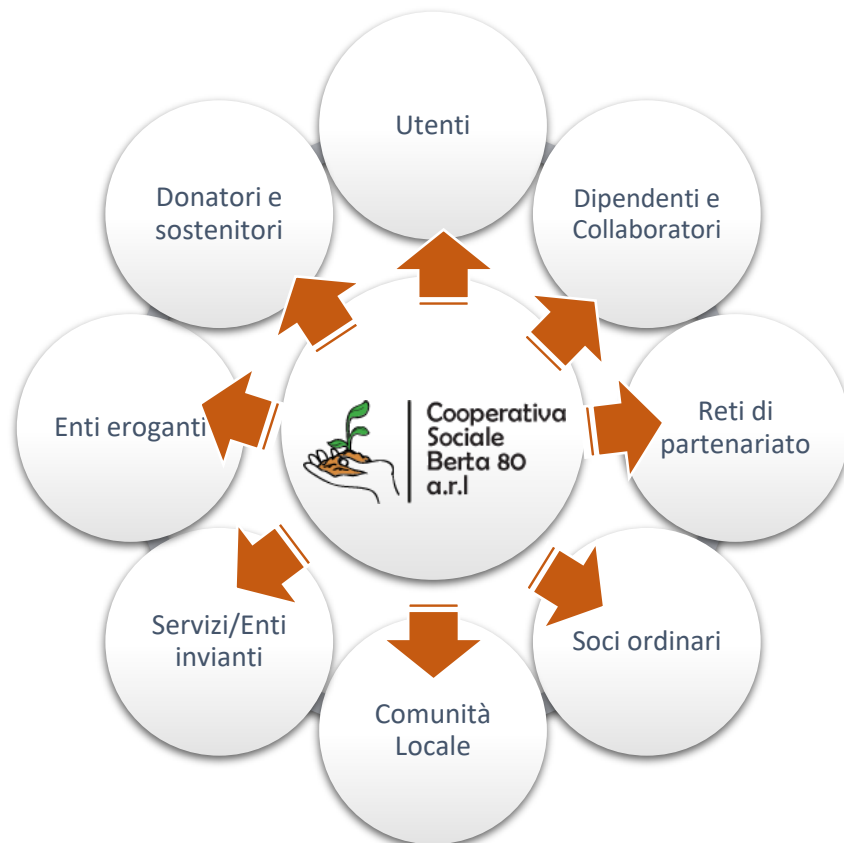 Utenti
Dipendenti e
Collaboratori
Reti di
partenariato
Soci ordinari
Comunità
Locale
Servizi/Enti
invianti
Enti eroganti
Donatori e
sostenitori
Cooperativa
Sociale
Berta 80
a.r.l